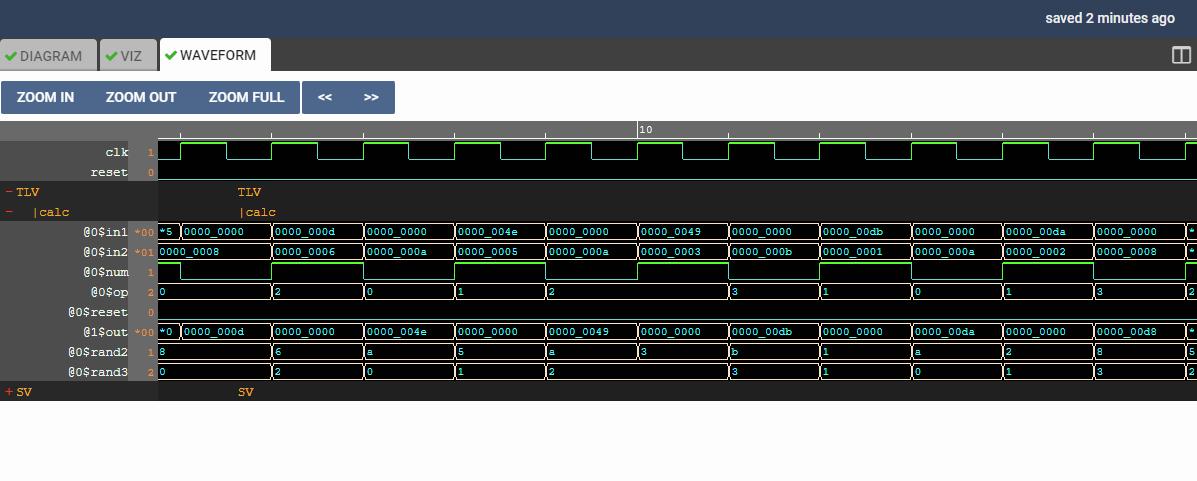 saved 2 minutes ago
DIAGRAM VIZ WAVEFORM
ZOOM IN ZOOM OUT ZOOM FULL << >>
10
clk 1
reset 0
- TLV TLV
- |calc |calc
@0$in1 *00 *5 0000_0000 0000_000d 0000_0000 0000_004e 0000_0000 0000_0049 0000_0000 0000_00db 0000_0000 0000_00da 0000_0000 *
@0$in2 *01 0000_0008 0000_0006 0000_000a 0000_0005 0000_000a 0000_0003 0000_000b 0000_0001 0000_000a 0000_0002 0000_0008 *
@0$num 1
@0$op 2 0 2 0 1 2 3 1 0 1 3 2
@0$reset 0
@1$out *00 *0 0000_000d 0000_0000 0000_004e 0000_0000 0000_0049 0000_0000 0000_00db 0000_0000 0000_00da 0000_0000 0000_00d8 *
@0$rand2 1 8 6 a 5 a 3 b 1 a 2 8 5
@0$rand3 2 0 2 0 1 2 3 1 0 1 3 2
+ SV SV